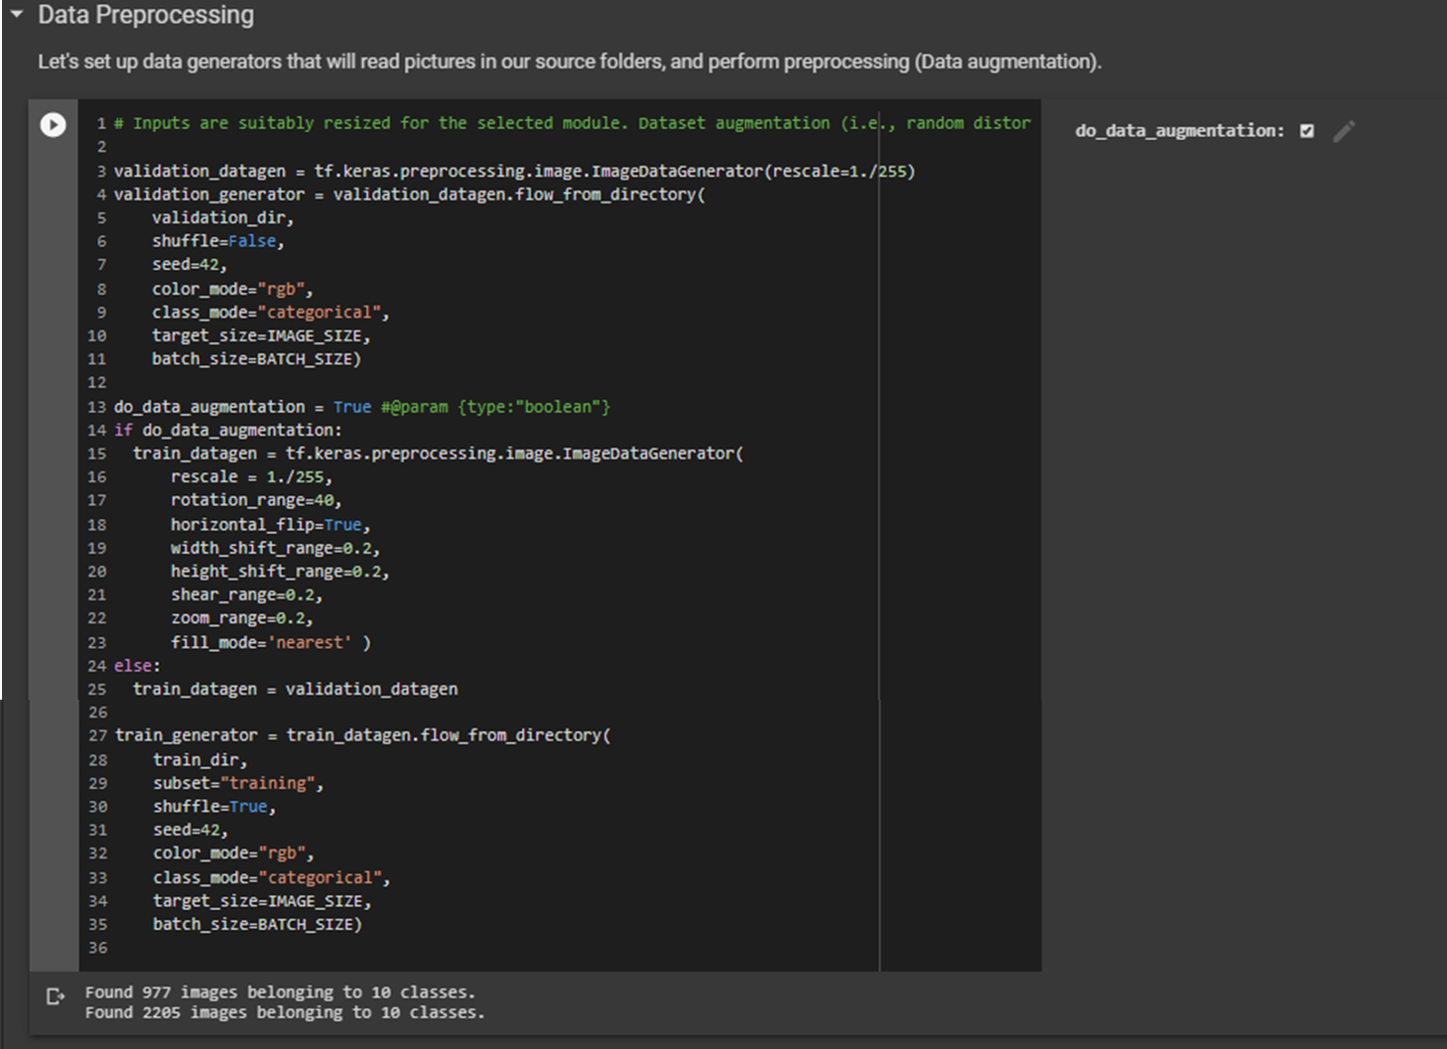 Data Preprocessing
Let's set up data generators that will read pictures in our source folders, and perform preprocessing (Data augmentation).
1 # Inputs are suitably resized for the selected module. Dataset augmentation (i.e., random distor
do_data_augmentation:
2
3 validation_datagen = tf.keras.preprocessing.image.ImageDataGenerator(rescale=1./255)
4 validation_generator = validation_datagen.flow_from_directory(
5     validation_dir,
6     shuffle=False,
7     seed=42,
8     color_mode="rgb",
9     class_mode="categorical",
10     target_size=IMAGE_SIZE,
11     batch_size=BATCH_SIZE)
12
13 do_data_augmentation = True #@param {type:"boolean"}
14 if do_data_augmentation:
15   train_datagen = tf.keras.preprocessing.image.ImageDataGenerator(
16       rescale = 1./255,
17       rotation_range=40,
18       horizontal_flip=True,
19       width_shift_range=0.2,
20       height_shift_range=0.2,
21       shear_range=0.2,
22       zoom_range=0.2,
23       fill_mode='nearest' )
24 else:
25   train_datagen = validation_datagen
26
27 train_generator = train_datagen.flow_from_directory(
28     train_dir,
29     subset="training",
30     shuffle=True,
31     seed=42,
32     color_mode="rgb",
33     class_mode="categorical",
34     target_size=IMAGE_SIZE,
35     batch_size=BATCH_SIZE)
36
Found 977 images belonging to 10 classes.
Found 2205 images belonging to 10 classes.